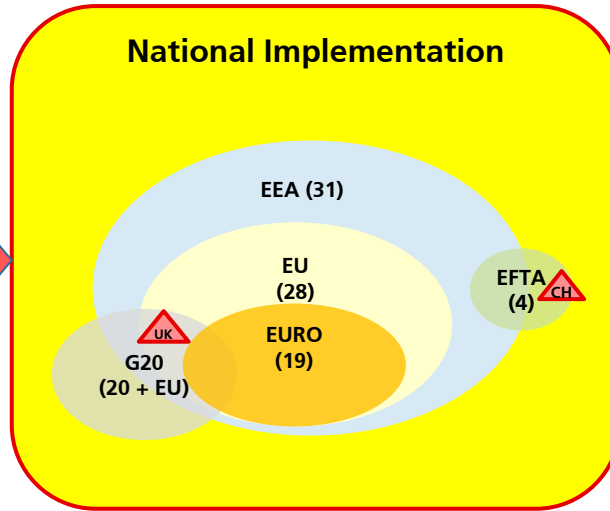 National Implementation
EEA (31)
EU
(28)
EFTA
(4)
CH
UK
EURO
(19)
G20
(20 + EU)